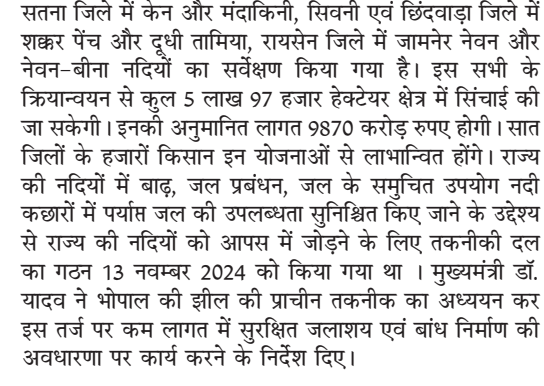 सतना जिले में केन और मंदाकिनी, सिवनी एवं छिंदवाड़ा जिले में
शक्कर पेंच और दूधी तामिया, रायसेन जिले में जामनेर नेवन और
नेवन-बीना नदियों का सर्वेक्षण किया गया है। इस सभी के
क्रियान्वयन से कुल 5 लाख 97 हजार हेक्टेयर क्षेत्र में सिंचाई की
जा सकेगी। इनकी अनुमानित लागत 9870 करोड़ रुपए होगी। सात
जिलों के हजारों किसान इन योजनाओं से लाभान्वित होंगे। राज्य
की नदियों में बाढ़, जल प्रबंधन, जल के समुचित उपयोग नदी
कछारों में पर्याप्त जल की उपलब्धता सुनिश्चित किए जाने के उद्देश्य
से राज्य की नदियों को आपस में जोड़ने के लिए तकनीकी दल
का गठन 13 नवम्बर 2024 को किया गया था । मुख्यमंत्री डॉ.
यादव ने भोपाल की झील की प्राचीन तकनीक का अध्ययन कर
इस तर्ज पर कम लागत में सुरक्षित जलाशय एवं बांध निर्माण की
अवधारणा पर कार्य करने के निर्देश दिए।